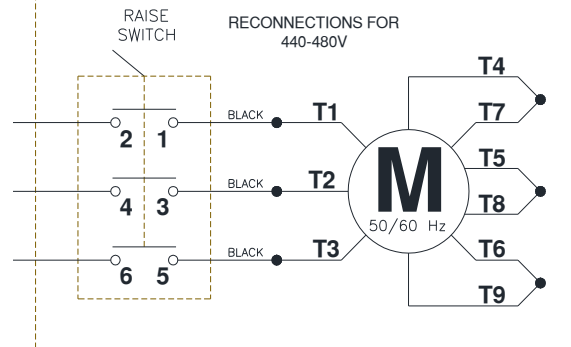 RAISE
SWITCH
RECONNECTIONS FOR
440-480V
T4
BLACK
T1
T7
2
1
T5
BLACK
T2
M
4
3
T8
50/60 Hz
BLACK
T3
T6
6
5
T9